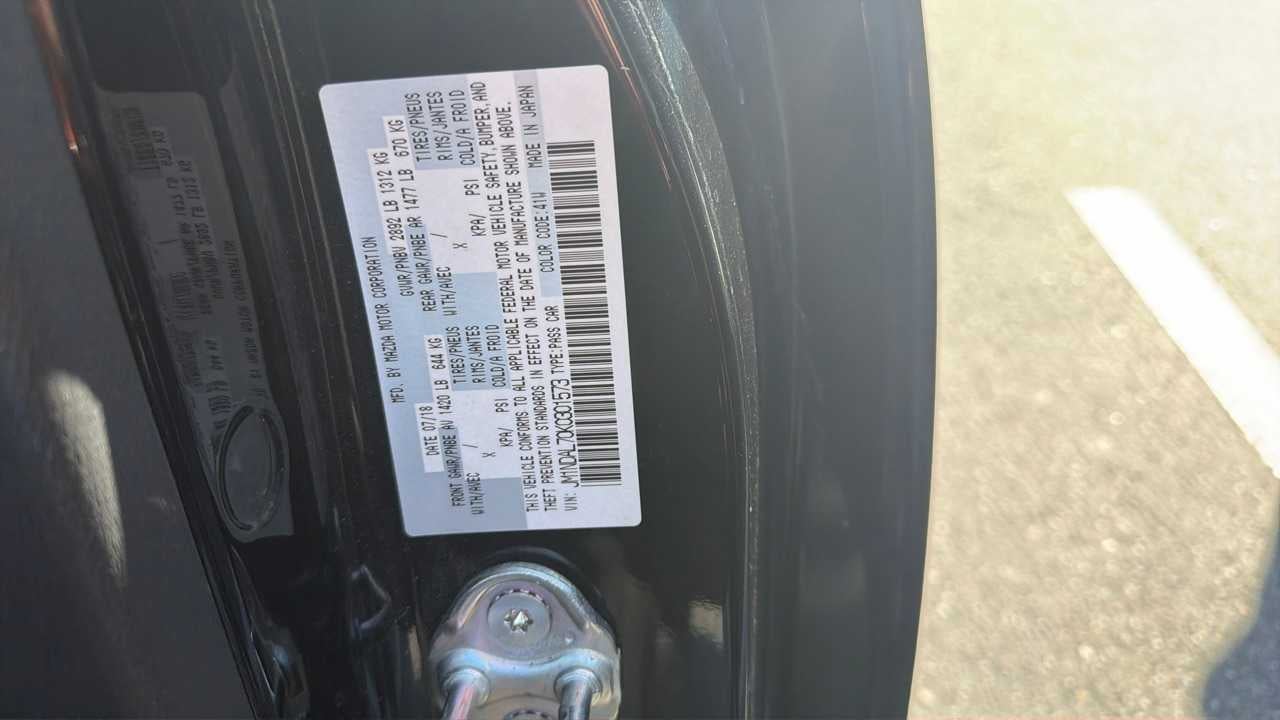 MFD. BY MAZDA MOTOR CORPORATION
DATE 07/18 GVWR/PNBV 2892 LB 1312 KG
FRONT GAWR/PNBE AV 1420 LB 644 KG REAR GAWR/PNBE AR 1477 LB 670 KG
WITH/AVEC / TIRES/PNEUS WITH/AVEC / TIRES/PNEUS
X RIMS/JANTES X RIMS/JANTES
KPA/ PSI COLD/A FROID KPA/ PSI COLD/A FROID
THIS VEHICLE CONFORMS TO ALL APPLICABLE FEDERAL MOTOR VEHICLE SAFETY, BUMPER, AND
THEFT PREVENTION STANDARDS IN EFFECT ON THE DATE OF MANUFACTURE SHOWN ABOVE.
VIN: JM1NDAL70K0301573 TYPE:PASS CAR COLOR CODE:41W MADE IN JAPAN